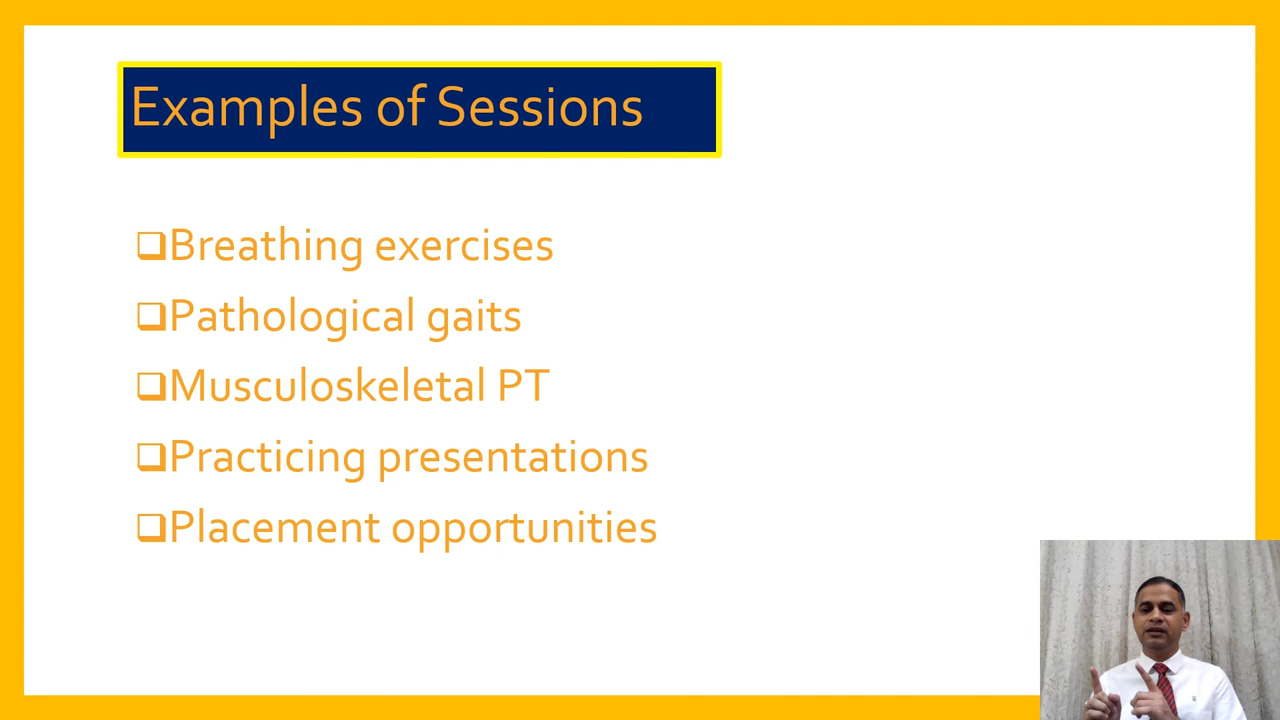 Examples of Sessions
Breathing exercises
Pathological gaits
Musculoskeletal PT
Practicing presentations
Placement opportunities